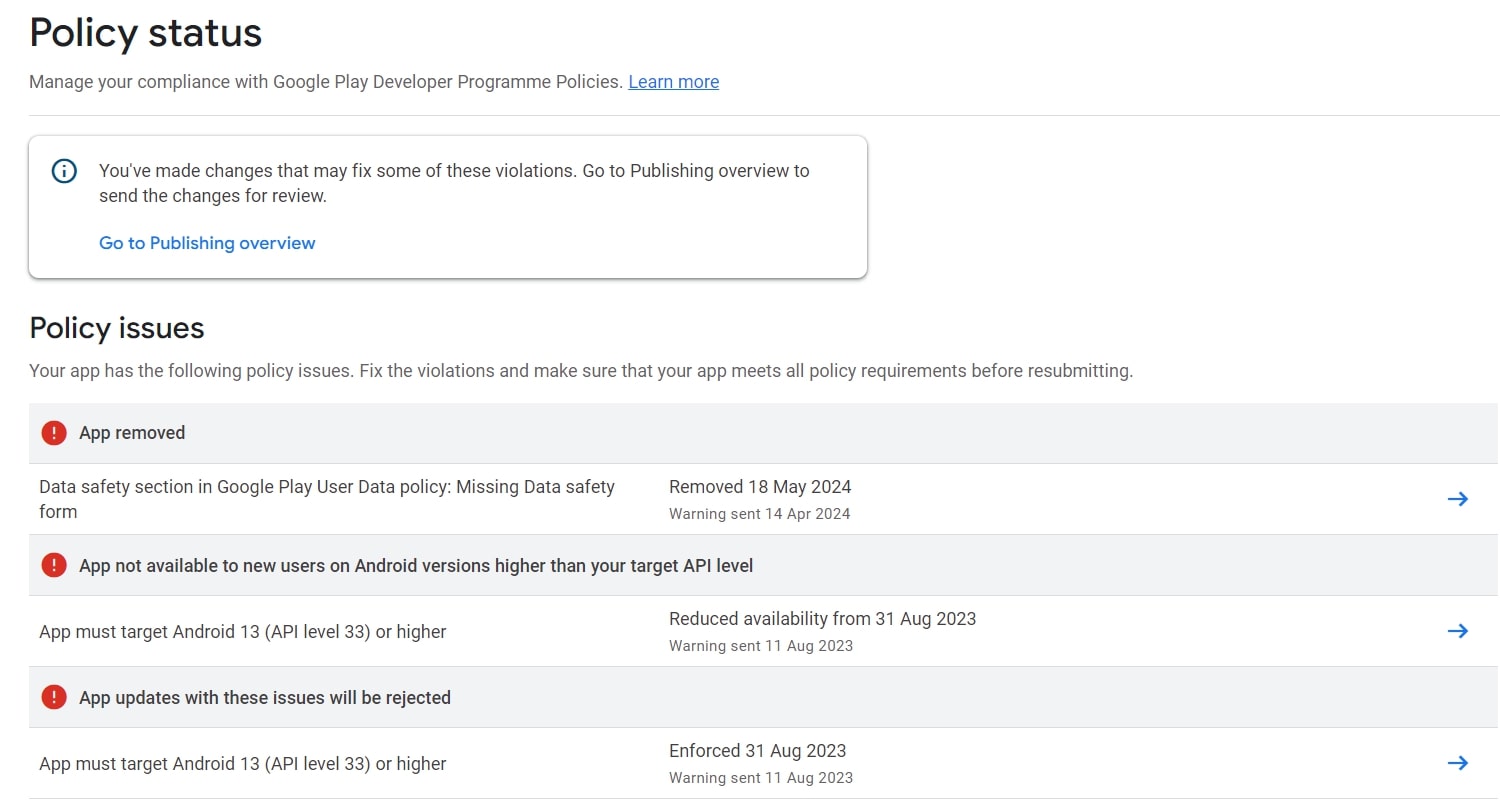 Policy status
Manage your compliance with Google Play Developer Programme Policies. Learn more
You've made changes that may fix some of these violations. Go to Publishing overview to
send the changes for review.
Go to Publishing overview
Policy issues
Your app has the following policy issues. Fix the violations and make sure that your app meets all policy requirements before resubmitting.
App removed
Data safety section in Google Play User Data policy: Missing Data safety
form
Removed 18 May 2024
Warning sent 14 Apr 2024
App not available to new users on Android versions higher than your target API level
App must target Android 13 (API level 33) or higher
Reduced availability from 31 Aug 2023
Warning sent 11 Aug 2023
App updates with these issues will be rejected
App must target Android 13 (API level 33) or higher
Enforced 31 Aug 2023
Warning sent 11 Aug 2023